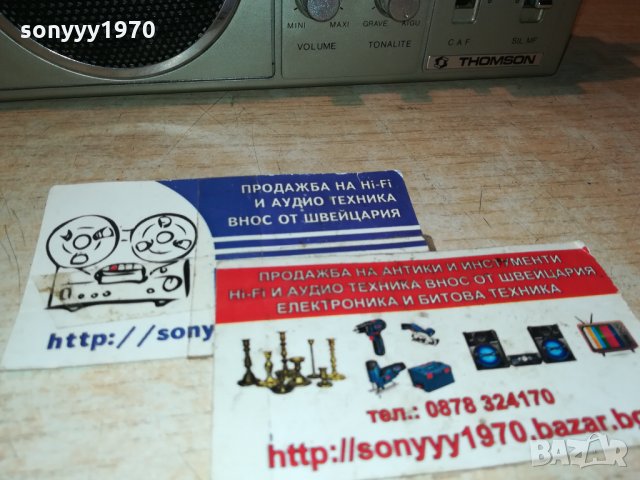 sonyyy1970
MINI MAXI GRAVE AIGU
VOLUME TONALITE
C.A.F SIL.MF
THOMSON
ПРОДАЖБА НА Hi-Fi
И АУДИО ТЕХНИКА
ВНОС ОТ ШВЕЙЦАРИЯ
http://sony
ПРОДАЖБА НА АНТИКИ И ИНСТУМЕНТИ
Hi-Fi И АУДИО ТЕХНИКА ВНОС ОТ ШВЕЙЦАРИЯ
ЕЛЕКТРОНИКА И БИТОВА ТЕХНИКА
тел.: 0878 324170
http://sonyyy1970.bazar.bg
BAZAR